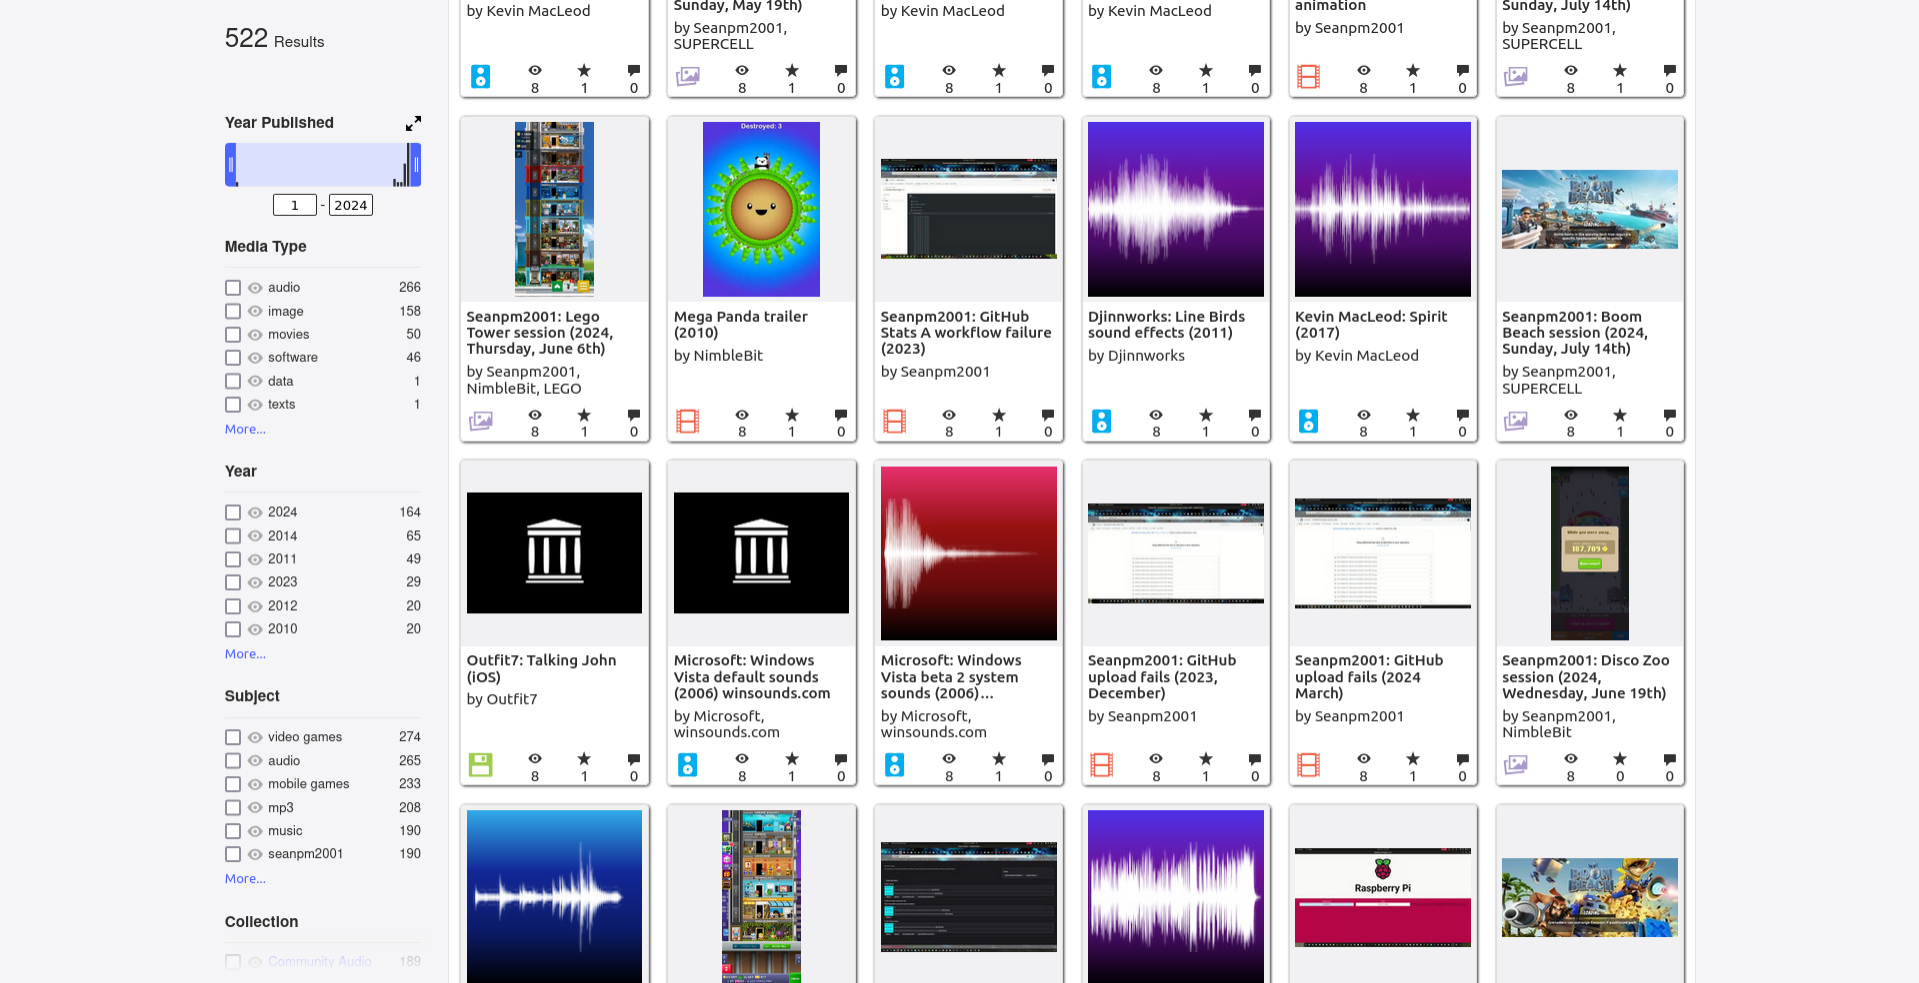 522 Results
Year Published
1 - 2024
Media Type
audio 266
image 158
movies 50
software 46
data 1
texts 1
More...
Year
2024 164
2014 65
2011 49
2023 29
2012 20
2010 20
More...
Subject
video games 274
audio 265
mobile games 233
mp3 208
music 190
seanpm2001 190
More...
Collection
Community Audio 189
by Kevin MacLeod
8 1 0
Sunday, May 19th)
by Seanpm2001,
SUPERCELL
8 1 0
by Kevin MacLeod
8 1 0
by Kevin MacLeod
8 1 0
animation
by Seanpm2001
8 1 0
Sunday, July 14th)
by Seanpm2001,
SUPERCELL
8 1 0
Seanpm2001: Lego
Tower session (2024,
Thursday, June 6th)
by Seanpm2001,
NimbleBit, LEGO
8 1 0
Destroyed: 3
Mega Panda trailer
(2010)
by NimbleBit
8 1 0
Seanpm2001: GitHub
Stats A workflow failure
(2023)
by Seanpm2001
8 1 0
Djinnworks: Line Birds
sound effects (2011)
by Djinnworks
8 1 0
Kevin MacLeod: Spirit
(2017)
by Kevin MacLeod
8 1 0
BOOM
BEACH
Seanpm2001: Boom
Beach session (2024,
Sunday, July 14th)
by Seanpm2001,
SUPERCELL
8 1 0
Outfit7: Talking John
(iOS)
by Outfit7
8 1 0
Microsoft: Windows
Vista default sounds
(2006) winsounds.com
by Microsoft,
winsounds.com
8 1 0
Microsoft: Windows
Vista beta 2 system
sounds (2006)...
by Microsoft,
winsounds.com
8 1 0
Seanpm2001: GitHub
upload fails (2023,
December)
by Seanpm2001
8 1 0
Seanpm2001: GitHub
upload fails (2024
March)
by Seanpm2001
8 1 0
While you were away...
187,709
Seanpm2001: Disco Zoo
session (2024,
Wednesday, June 19th)
by Seanpm2001,
NimbleBit
8 0 0
Raspberry Pi
BOOM
BEACH